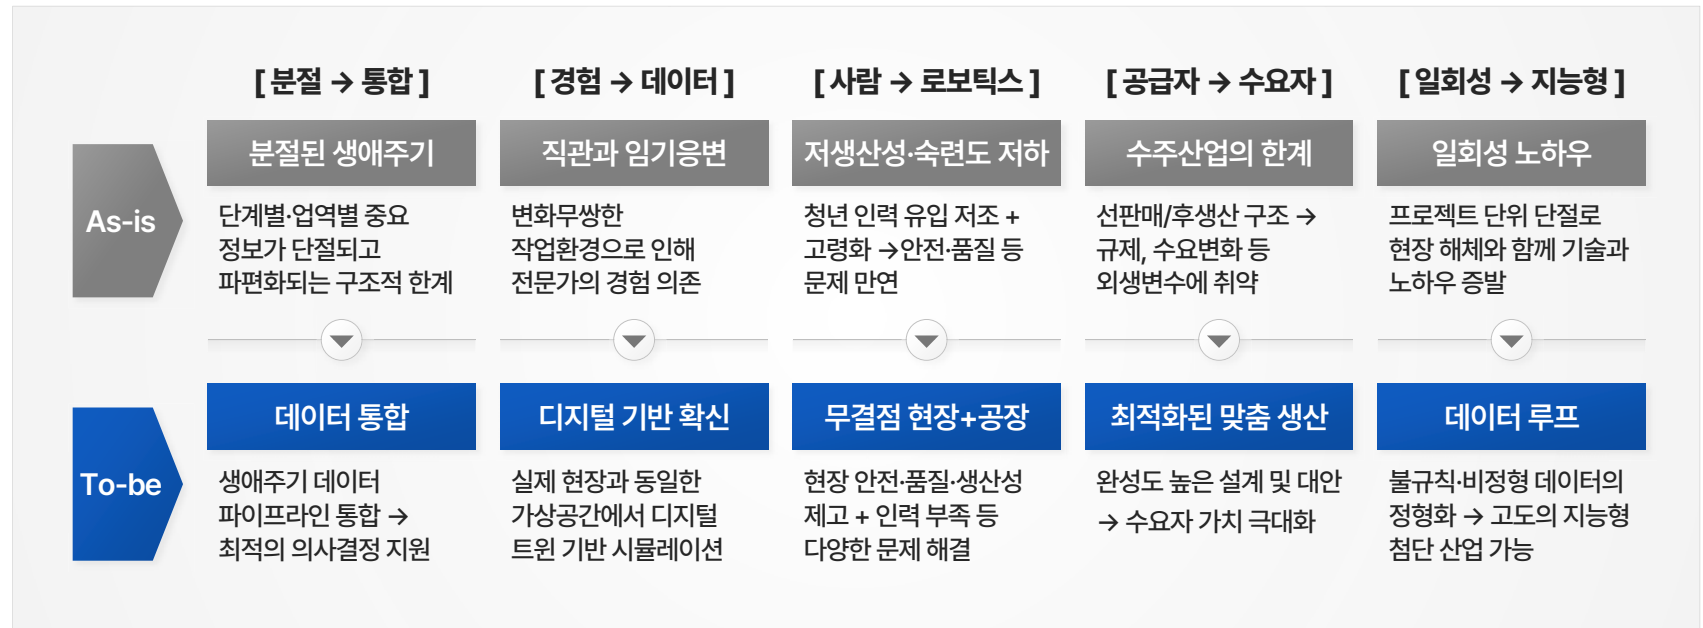 [ 분절 → 통합 ]
[ 경험 → 데이터 ]
[ 사람 → 로보틱스 ]
[ 공급자 → 수요자 ]
[ 일회성 → 지능형 ]
As-is
분절된 생애주기
단계별·업역별 중요
정보가 단절되고
파편화되는 구조적 한계
직관과 임기응변
변화무쌍한
작업환경으로 인해
전문가의 경험 의존
저생산성·숙련도 저하
청년 인력 유입 저조 +
고령화 →안전·품질 등
문제 만연
수주산업의 한계
선판매/후생산 구조 →
규제, 수요변화 등
외생변수에 취약
일회성 노하우
프로젝트 단위 단절로
현장 해체와 함께 기술과
노하우 증발
To-be
데이터 통합
생애주기 데이터
파이프라인 통합 →
최적의 의사결정 지원
디지털 기반 확신
실제 현장과 동일한
가상공간에서 디지털
트윈 기반 시뮬레이션
무결점 현장+공장
현장 안전·품질·생산성
제고 + 인력 부족 등
다양한 문제 해결
최적화된 맞춤 생산
완성도 높은 설계 및 대안
→ 수요자 가치 극대화
데이터 루프
불규칙·비정형 데이터의
정형화 → 고도의 지능형
첨단 산업 가능